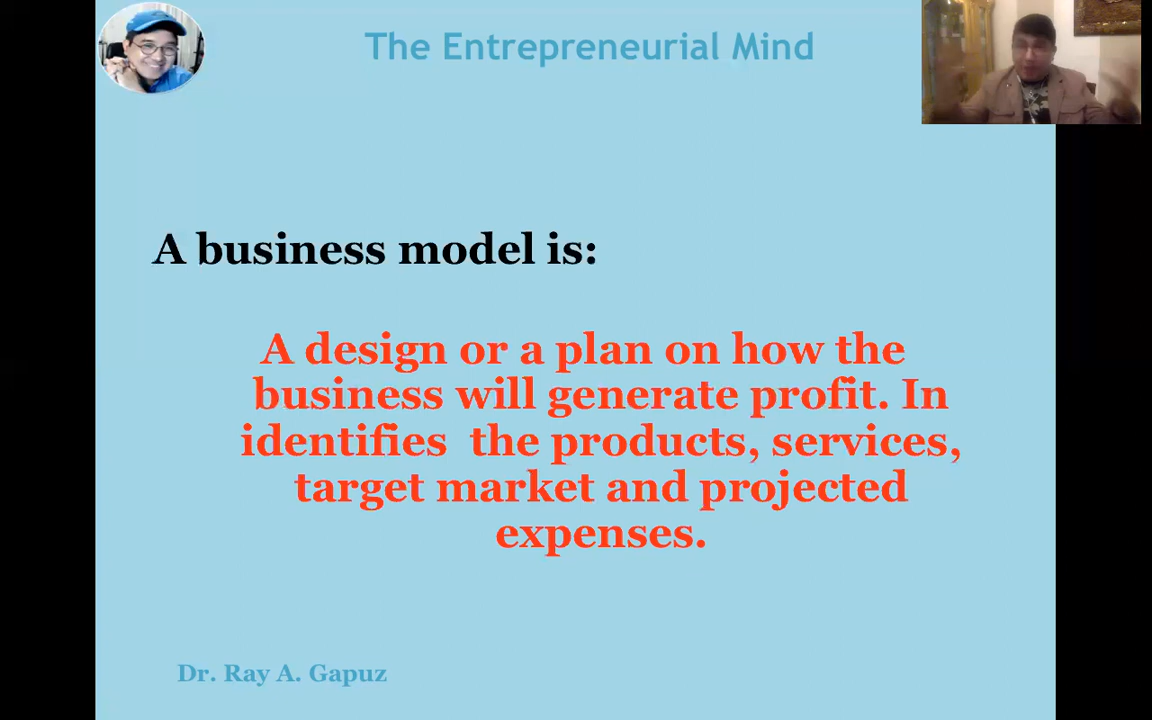 The Entrepreneurial Mind
A business model is:
A design or a plan on how the
business will generate profit. In
identifies the products, services,
target market and projected
expenses.
Dr. Ray A. Gapuz